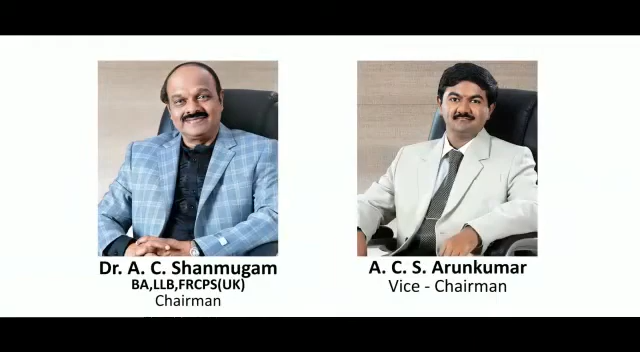 Dr. A. C. Shanmugam
BA,LLB,FRCPS(UK)
Chairman
A. C. S. Arunkumar
Vice - Chairman